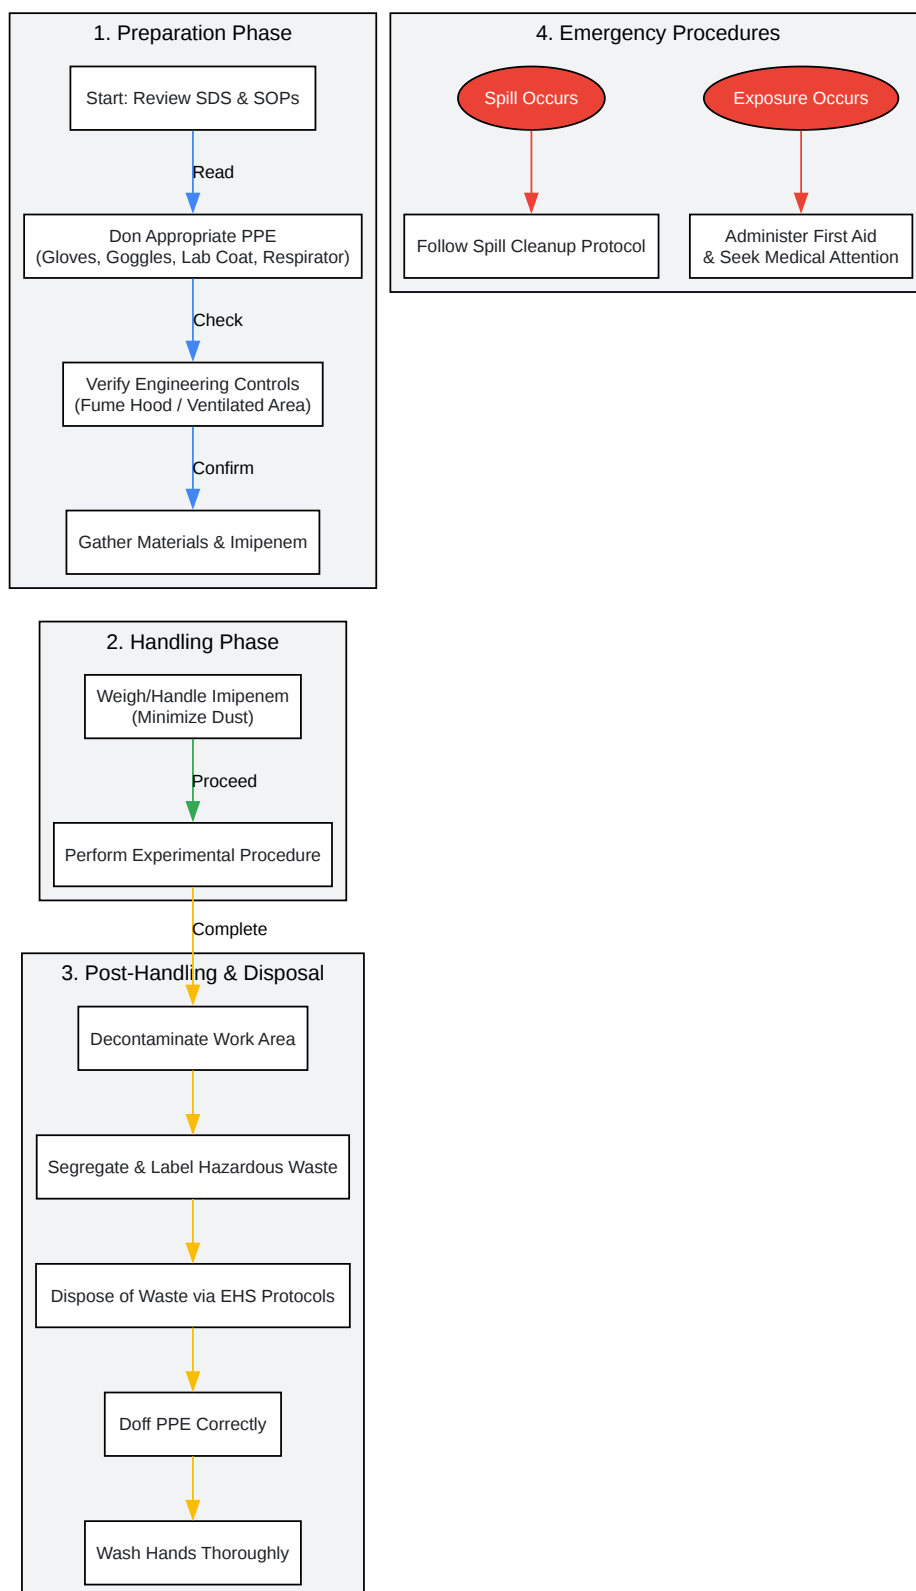 1. Preparation Phase
Start: Review SDS & SOPs
Read
Don Appropriate PPE
(Gloves, Goggles, Lab Coat, Respirator)
Check
Verify Engineering Controls
(Fume Hood / Ventilated Area)
Confirm
Gather Materials & Imipenem
2. Handling Phase
Weigh/Handle Imipenem
(Minimize Dust)
Proceed
Perform Experimental Procedure
Complete
3. Post-Handling & Disposal
Decontaminate Work Area
Segregate & Label Hazardous Waste
Dispose of Waste via EHS Protocols
Doff PPE Correctly
Wash Hands Thoroughly
4. Emergency Procedures
Spill Occurs
Follow Spill Cleanup Protocol
Exposure Occurs
Administer First Aid
& Seek Medical Attention